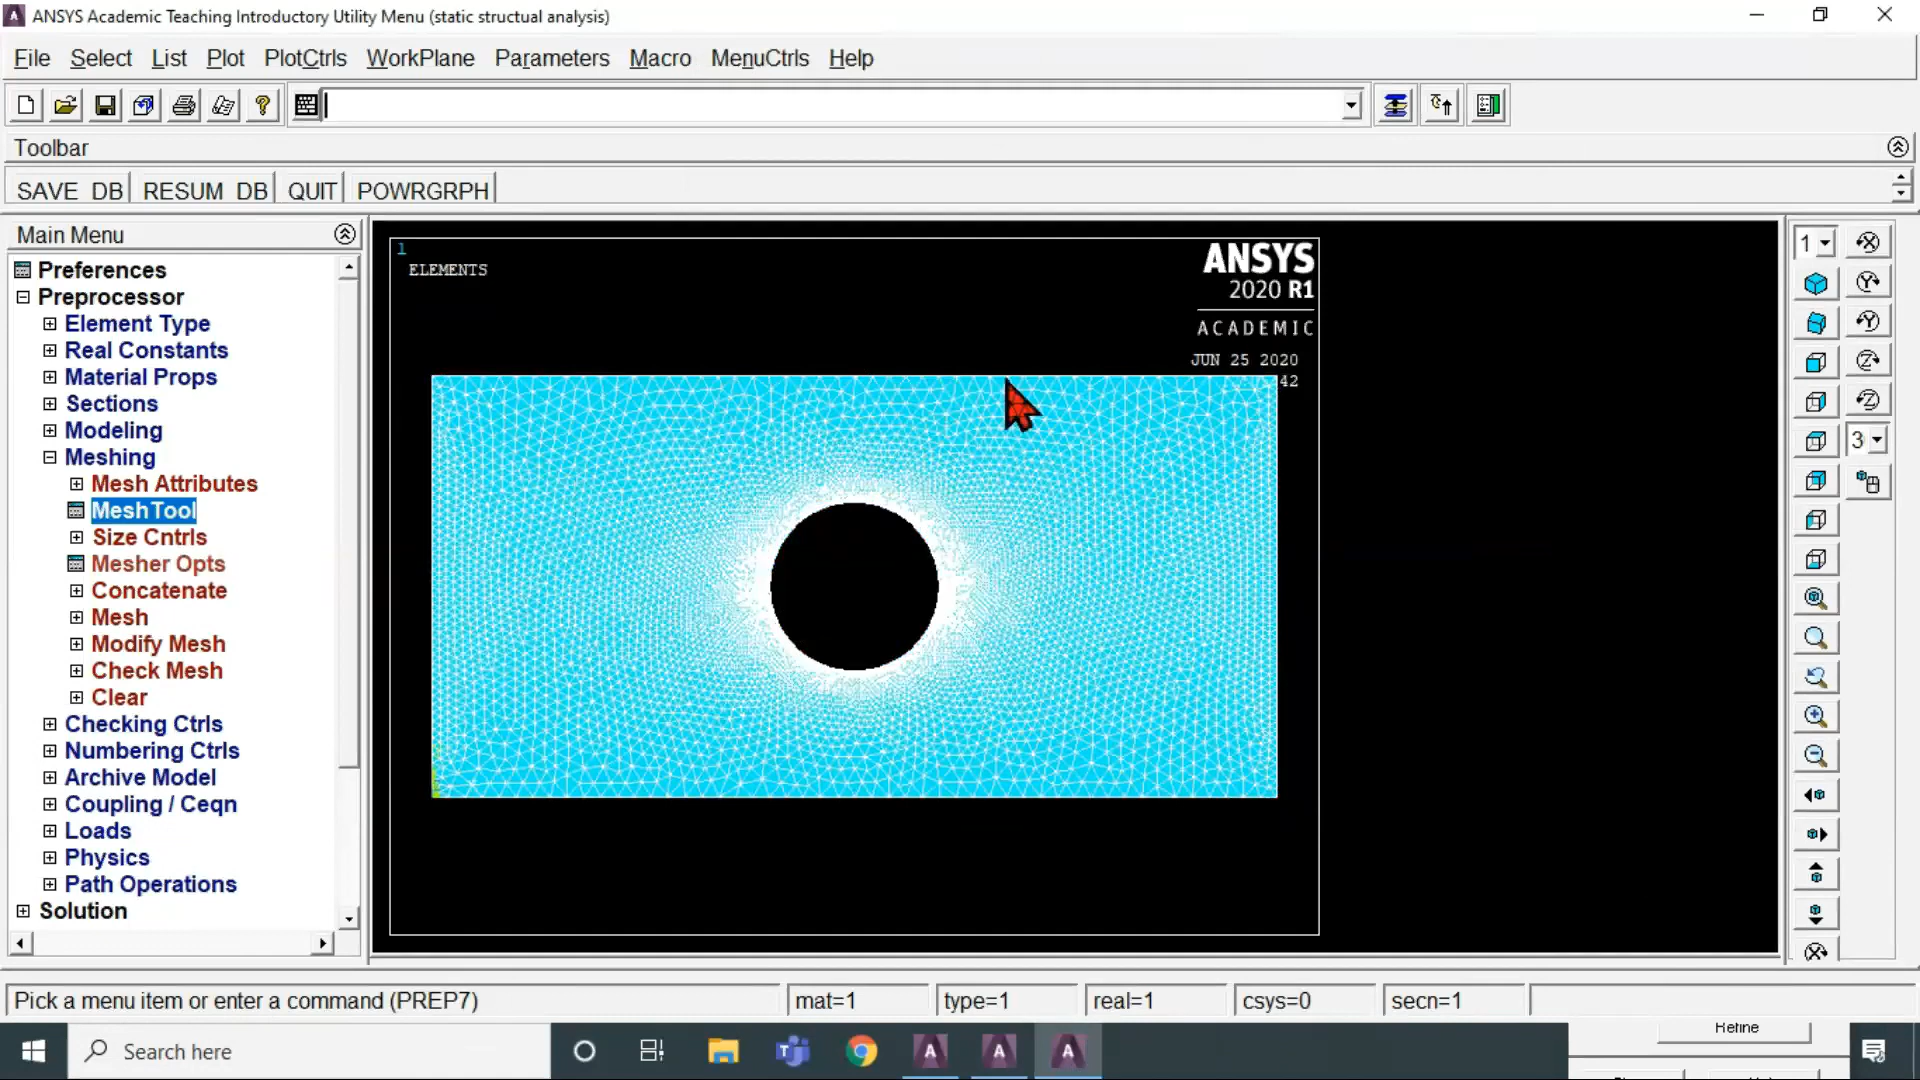 ANSYS Academic Teaching Introductory Utility Menu (static structual analysis)
File Select List Plot PlotCtrls WorkPlane Parameters Macro MenuCtrls Help
Toolbar
SAVE_DB RESUM_DB QUIT POWRGRPH
Main Menu
Preferences
Preprocessor
Element Type
Real Constants
Material Props
Sections
Modeling
Meshing
Mesh Attributes
MeshTool
Size Cntrls
Mesher Opts
Concatenate
Mesh
Modify Mesh
Check Mesh
Clear
Checking Ctrls
Numbering Ctrls
Archive Model
Coupling / Ceqn
Loads
Physics
Path Operations
Solution
1
ELEMENTS
ANSYS
2020 R1
ACADEMIC
JUN 25 2020
42
1
3
Pick a menu item or enter a command (PREP7)
mat=1 type=1 real=1 csys=0 secn=1
Refine
Search here